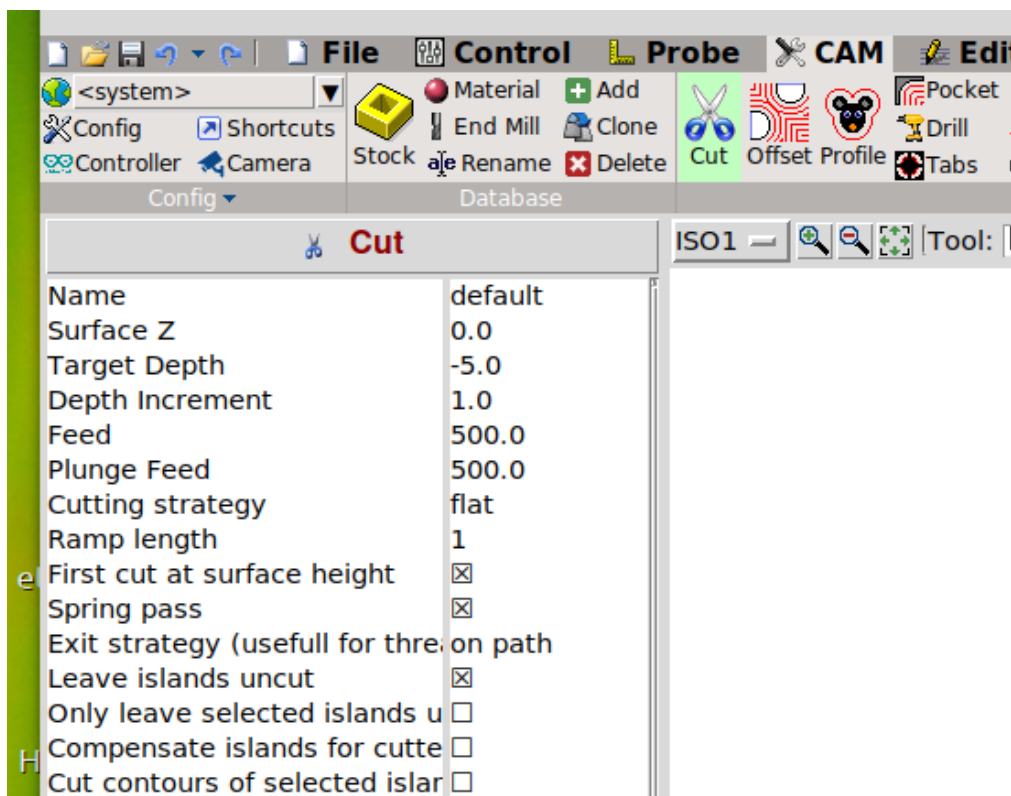 File Control Probe CAM Edi
<system> Material Add Pocket
Config Shortcuts End Mill Clone Drill
Controller Camera Stock Rename Delete Cut Offset Profile Tabs
Config Database
Cut ISO1 Tool:
Name default
Surface Z 0.0
Target Depth -5.0
Depth Increment 1.0
Feed 500.0
Plunge Feed 500.0
Cutting strategy flat
Ramp length 1
First cut at surface height
Spring pass
Exit strategy (usefull for threa on path
Leave islands uncut
Only leave selected islands u
Compensate islands for cutte
Cut contours of selected islan